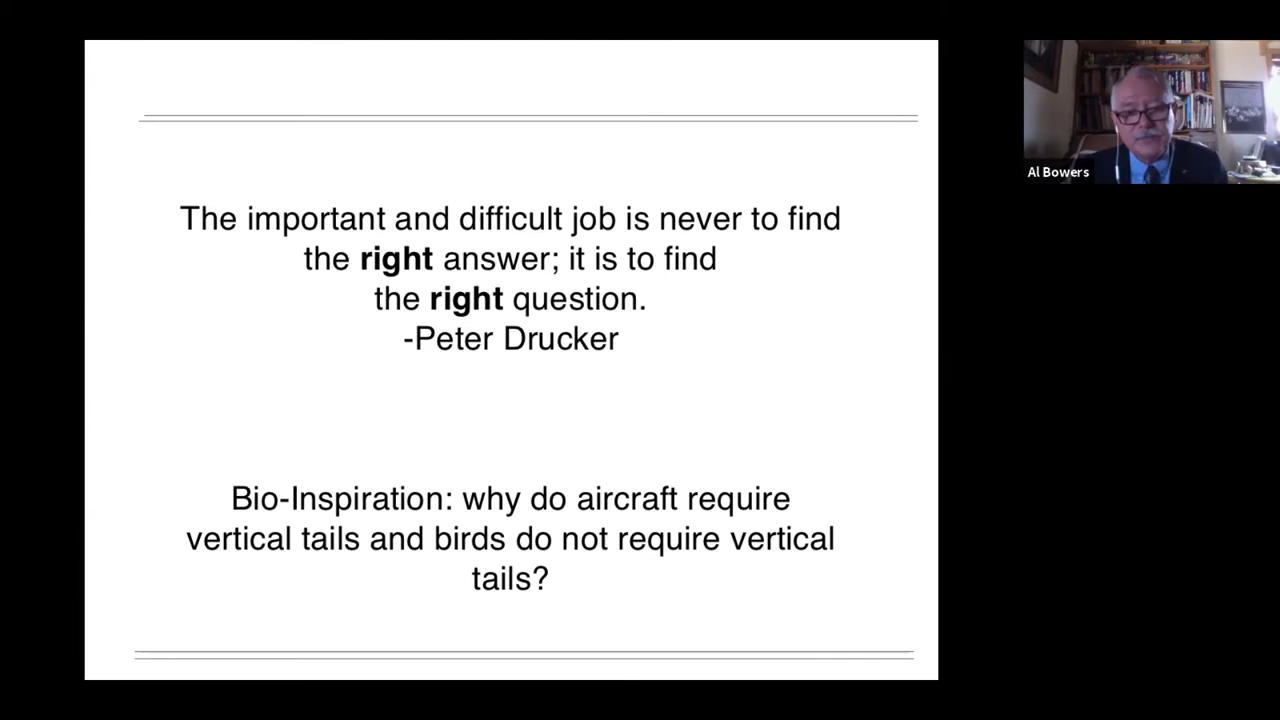 The important and difficult job is never to find
the right answer; it is to find
the right question.
-Peter Drucker
Bio-Inspiration: why do aircraft require
vertical tails and birds do not require vertical
tails?
Al Bowers